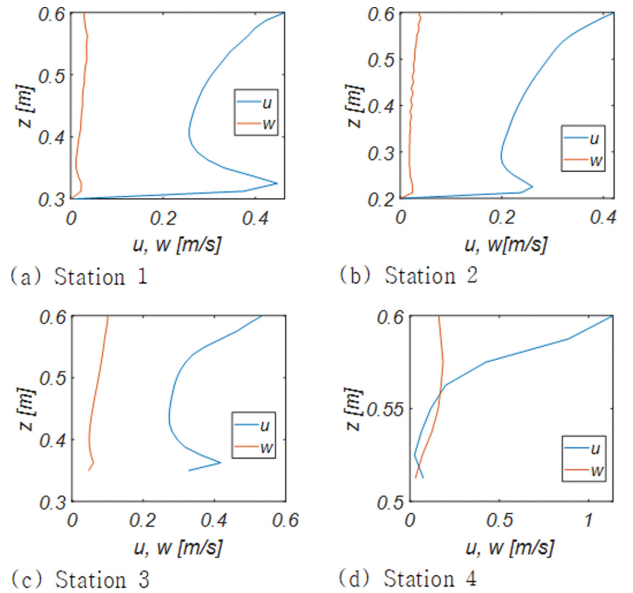 0.6
0.5
0.4
0.3
z [m]
u
w
0
0.2
0.4
u, w [m/s]
(a) Station 1
0.6
0.5
0.4
0.3
0.2
z [m]
u
w
0
0.2
0.4
u, w[m/s]
(b) Station 2
0.6
0.5
0.4
0.3
z [m]
u
w
0
0.2
0.4
0.6
u, w [m/s]
(c) Station 3
0.6
0.55
0.5
z [m]
u
w
0
0.5
1
u, w [m/s]
(d) Station 4